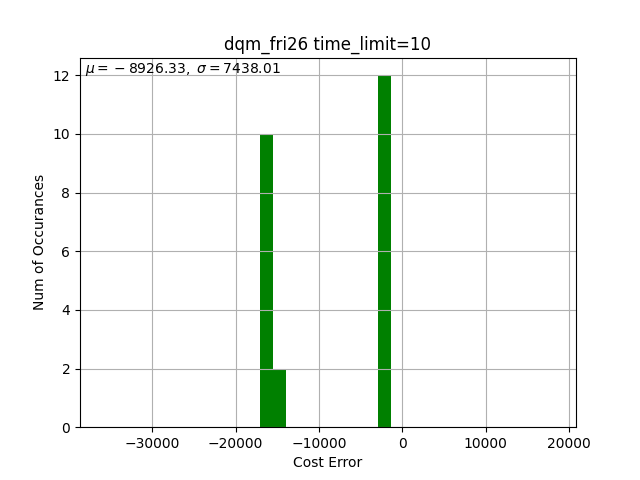 dqm_fri26 time_limit=10
μ = − 8926.33, σ = 7438.01
12
10
8
6
4
2
0
Num of Occurances
−30000 −20000 −10000 0 10000 20000
Cost Error